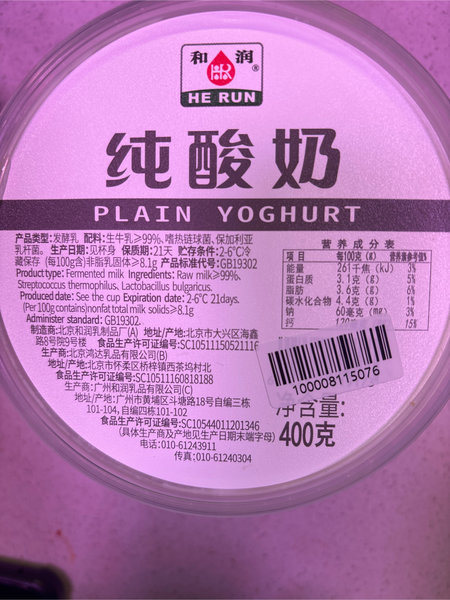 和 润
®
HE RUN
纯酸奶
PLAIN YOGHURT
产品类型:发酵乳 配料:生牛乳≥99%、嗜热链球菌、保加利亚
乳杆菌。生产日期:见杯身 保质期:21天 贮存条件:2-6°C冷
藏保存 (每100g含)非脂乳固体≥8.1g 产品标准代号:GB19302
Product type: Fermented milk Ingredients: Raw milk≥99%.
Streptococcus thermophilus. Lactobacillus bulgaricus.
Produced date: See the cup Expiration date: 2-6°C 21days.
(Per 100g contains)nonfat total milk solids≥8.1g
Administer standard: GB19302.
制造商:北京和润乳制品厂(A) 地址/产地:北京市大兴区海鑫
路8号院9号楼 食品生产许可证编号:SC10511505211116
生产商:北京鸿达乳品有限公司(B)
地址/产地:北京市怀柔区桥梓镇西茶坞村北
食品生产许可证编号:SC10511160818188
生产商:广州和润乳品有限公司(C)
地址/产地:广州市黄埔区斗塘路18号自编三栋
101-104, 自编四栋101-102
食品生产许可证编号:SC10544011201346
(具体生产商及产地见生产日期末端字母)
电话:010-61243911
传真:010-61240304
营养成分表
项目 每100克(g) 营养素参考值%
能量 261千焦(kJ) 3%
蛋白质 3.1克(g) 5%
脂肪 3.6克(g) 6%
碳水化合物 4.4克(g) 1%
钠 60毫克(mg) 3%
钙 15%
100008115076
净含量:
400克